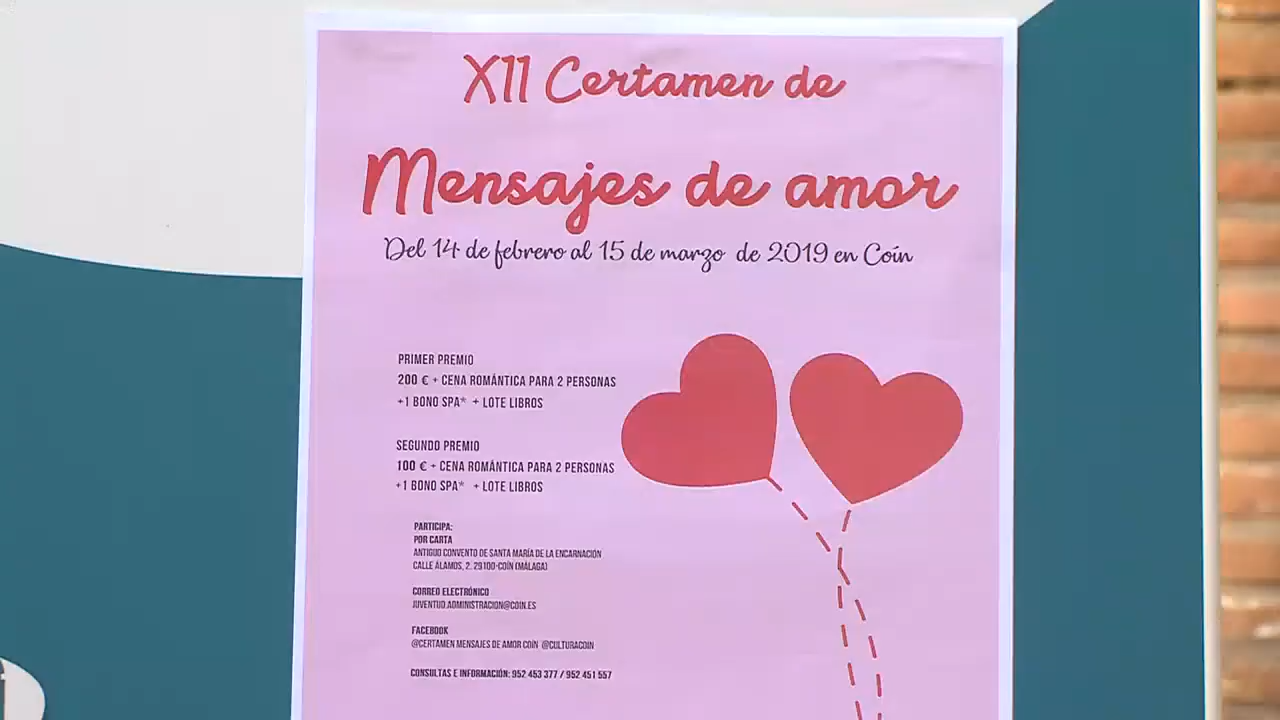 XII Certamen de
Mensajes de amor
Del 14 de febrero al 15 de marzo de 2019 en Coín
PRIMER PREMIO
200 € + CENA ROMÁNTICA PARA 2 PERSONAS
+1 BONO SPA* + LOTE LIBROS
SEGUNDO PREMIO
100 € + CENA ROMÁNTICA PARA 2 PERSONAS
+1 BONO SPA* + LOTE LIBROS
PARTICIPA:
POR CARTA
ANTIGUO CONVENTO DE SANTA MARÍA DE LA ENCARNACIÓN
CALLE ÁLAMOS, 2. 29100-COÍN (MÁLAGA)
CORREO ELECTRÓNICO
JUVENTUD.ADMINISTRACION@COIN.ES
FACEBOOK
@CERTAMEN MENSAJES DE AMOR COÍN @CULTURACOIN
CONSULTAS E INFORMACIÓN: 952 453 377 / 952 451 557